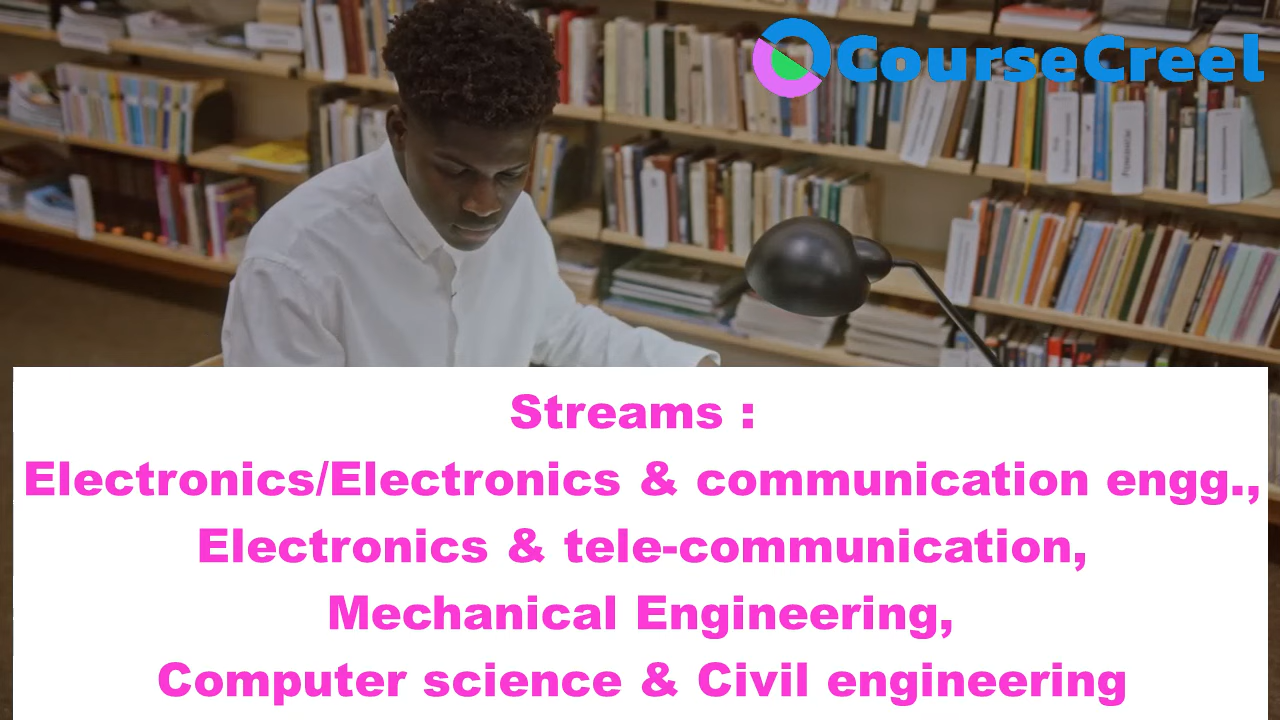 CourseCreel
Streams :
Electronics/Electronics & communication engg.,
Electronics & tele-communication,
Mechanical Engineering,
Computer science & Civil engineering